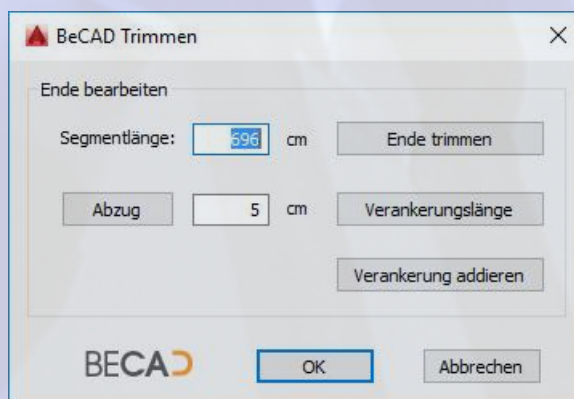 BeCAD Trimmen
Ende bearbeiten
Segmentlänge: 696 cm Ende trimmen
Abzug 5 cm Verankerungslänge
Verankerung addieren
BECAD OK Abbrechen